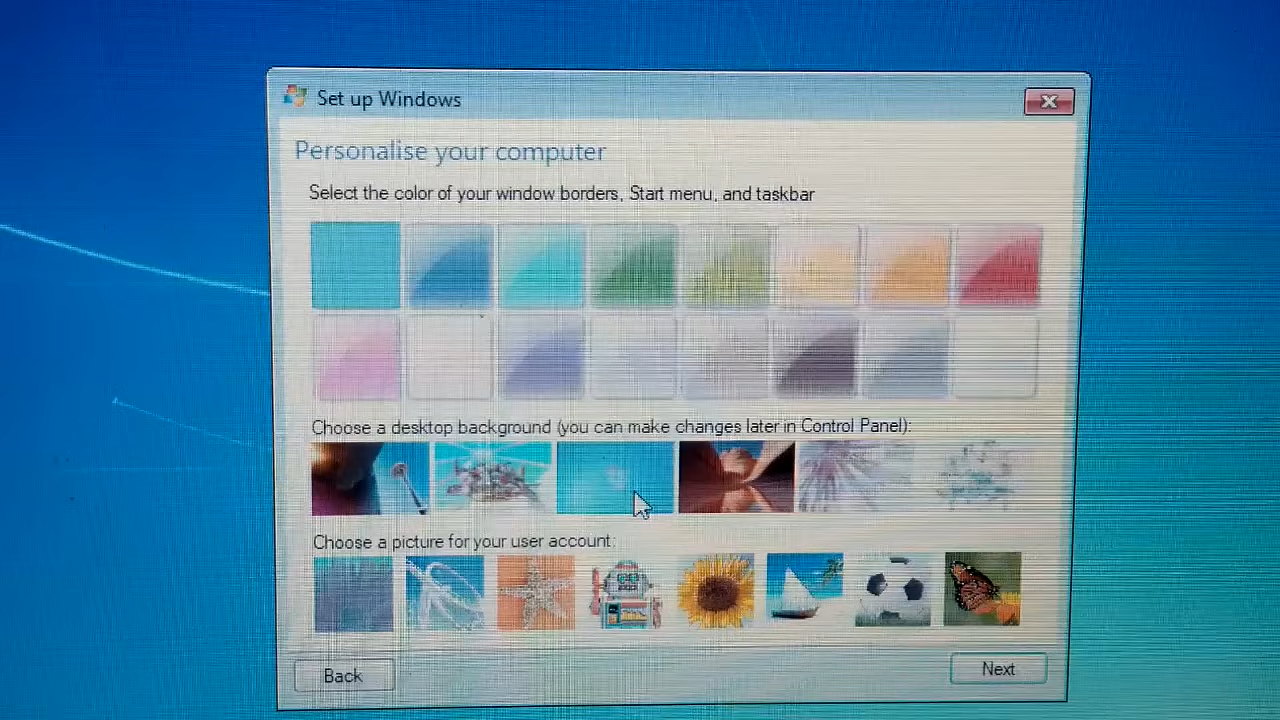 Set up Windows
Personalise your computer
Select the color of your window borders, Start menu, and taskbar
Choose a desktop background (you can make changes later in Control Panel):
Choose a picture for your user account:
Back
Next